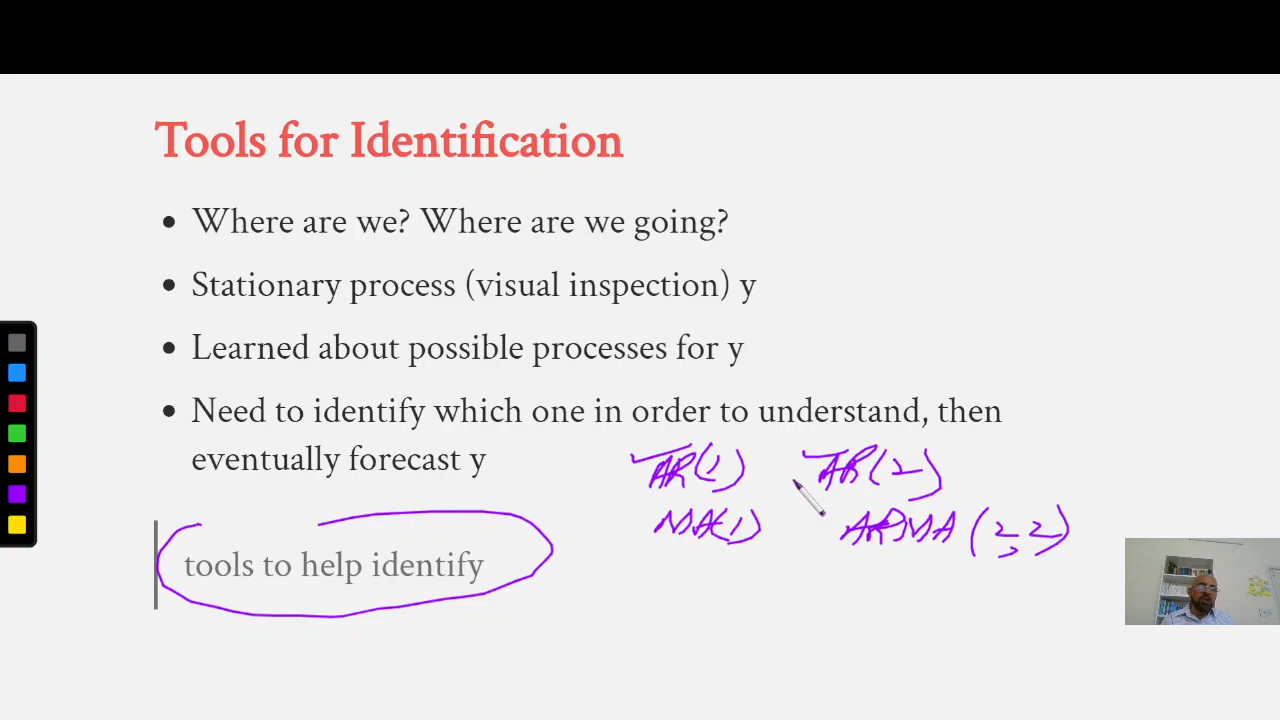 Tools for Identification
• Where are we? Where are we going?
• Stationary process (visual inspection) y
• Learned about possible processes for y
• Need to identify which one in order to understand, then
eventually forecast y
AR(1) AR(2)
MA(1) ARMA(2,2)
tools to help identify